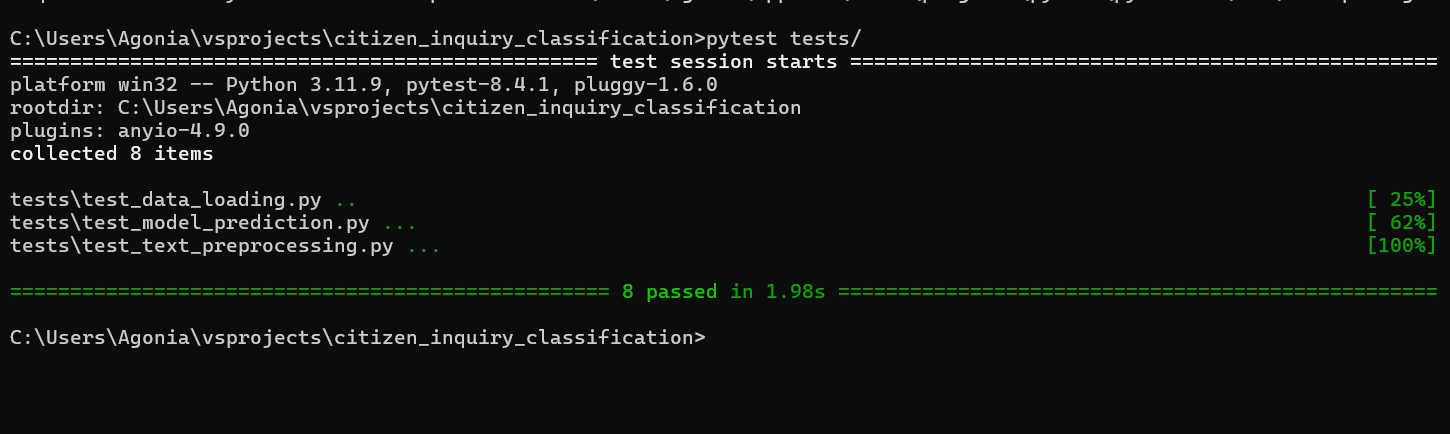 C:\Users\Agonia\vsprojects\citizen_inquiry_classification>pytest tests/
================================================= test session starts =================================================
platform win32 -- Python 3.11.9, pytest-8.4.1, pluggy-1.6.0
rootdir: C:\Users\Agonia\vsprojects\citizen_inquiry_classification
plugins: anyio-4.9.0
collected 8 items
tests\test_data_loading.py .. [ 25%]
tests\test_model_prediction.py ... [ 62%]
tests\test_text_preprocessing.py ... [100%]
================================================== 8 passed in 1.98s ==================================================
C:\Users\Agonia\vsprojects\citizen_inquiry_classification>